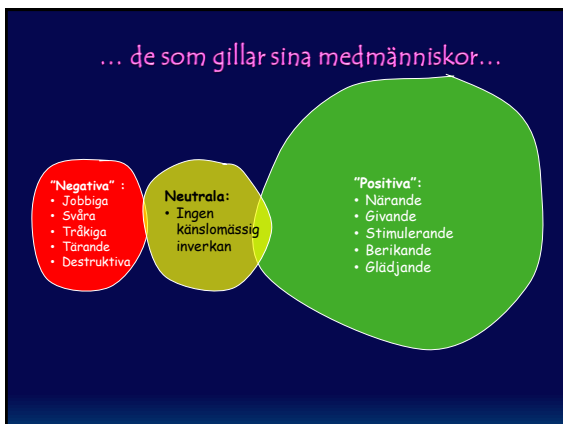 ... de som gillar sina medmänniskor...
"Negativa" :
• Jobbiga
• Svåra
• Tråkiga
• Tärande
• Destruktiva
Neutrala:
• Ingen
känslomässig
inverkan
"Positiva":
• Närande
• Givande
• Stimulerande
• Berikande
• Glädjande